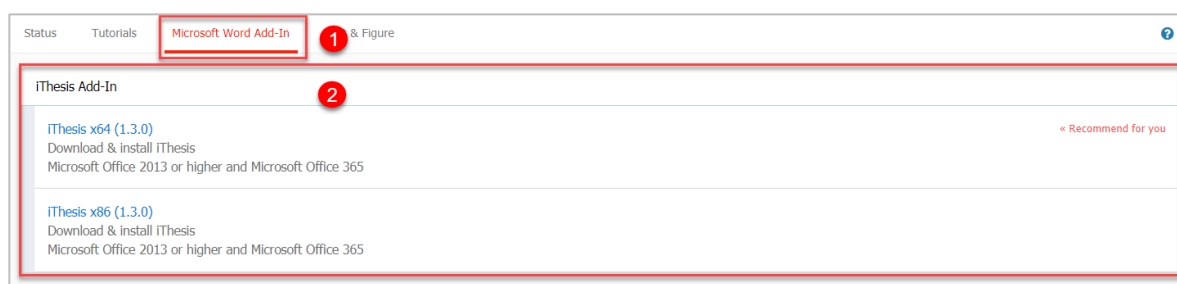 Status Tutorials Microsoft Word Add-In 1 & Figure
iThesis Add-In 2
iThesis x64 (1.3.0) « Recommend for you
Download & install iThesis
Microsoft Office 2013 or higher and Microsoft Office 365
iThesis x86 (1.3.0)
Download & install iThesis
Microsoft Office 2013 or higher and Microsoft Office 365